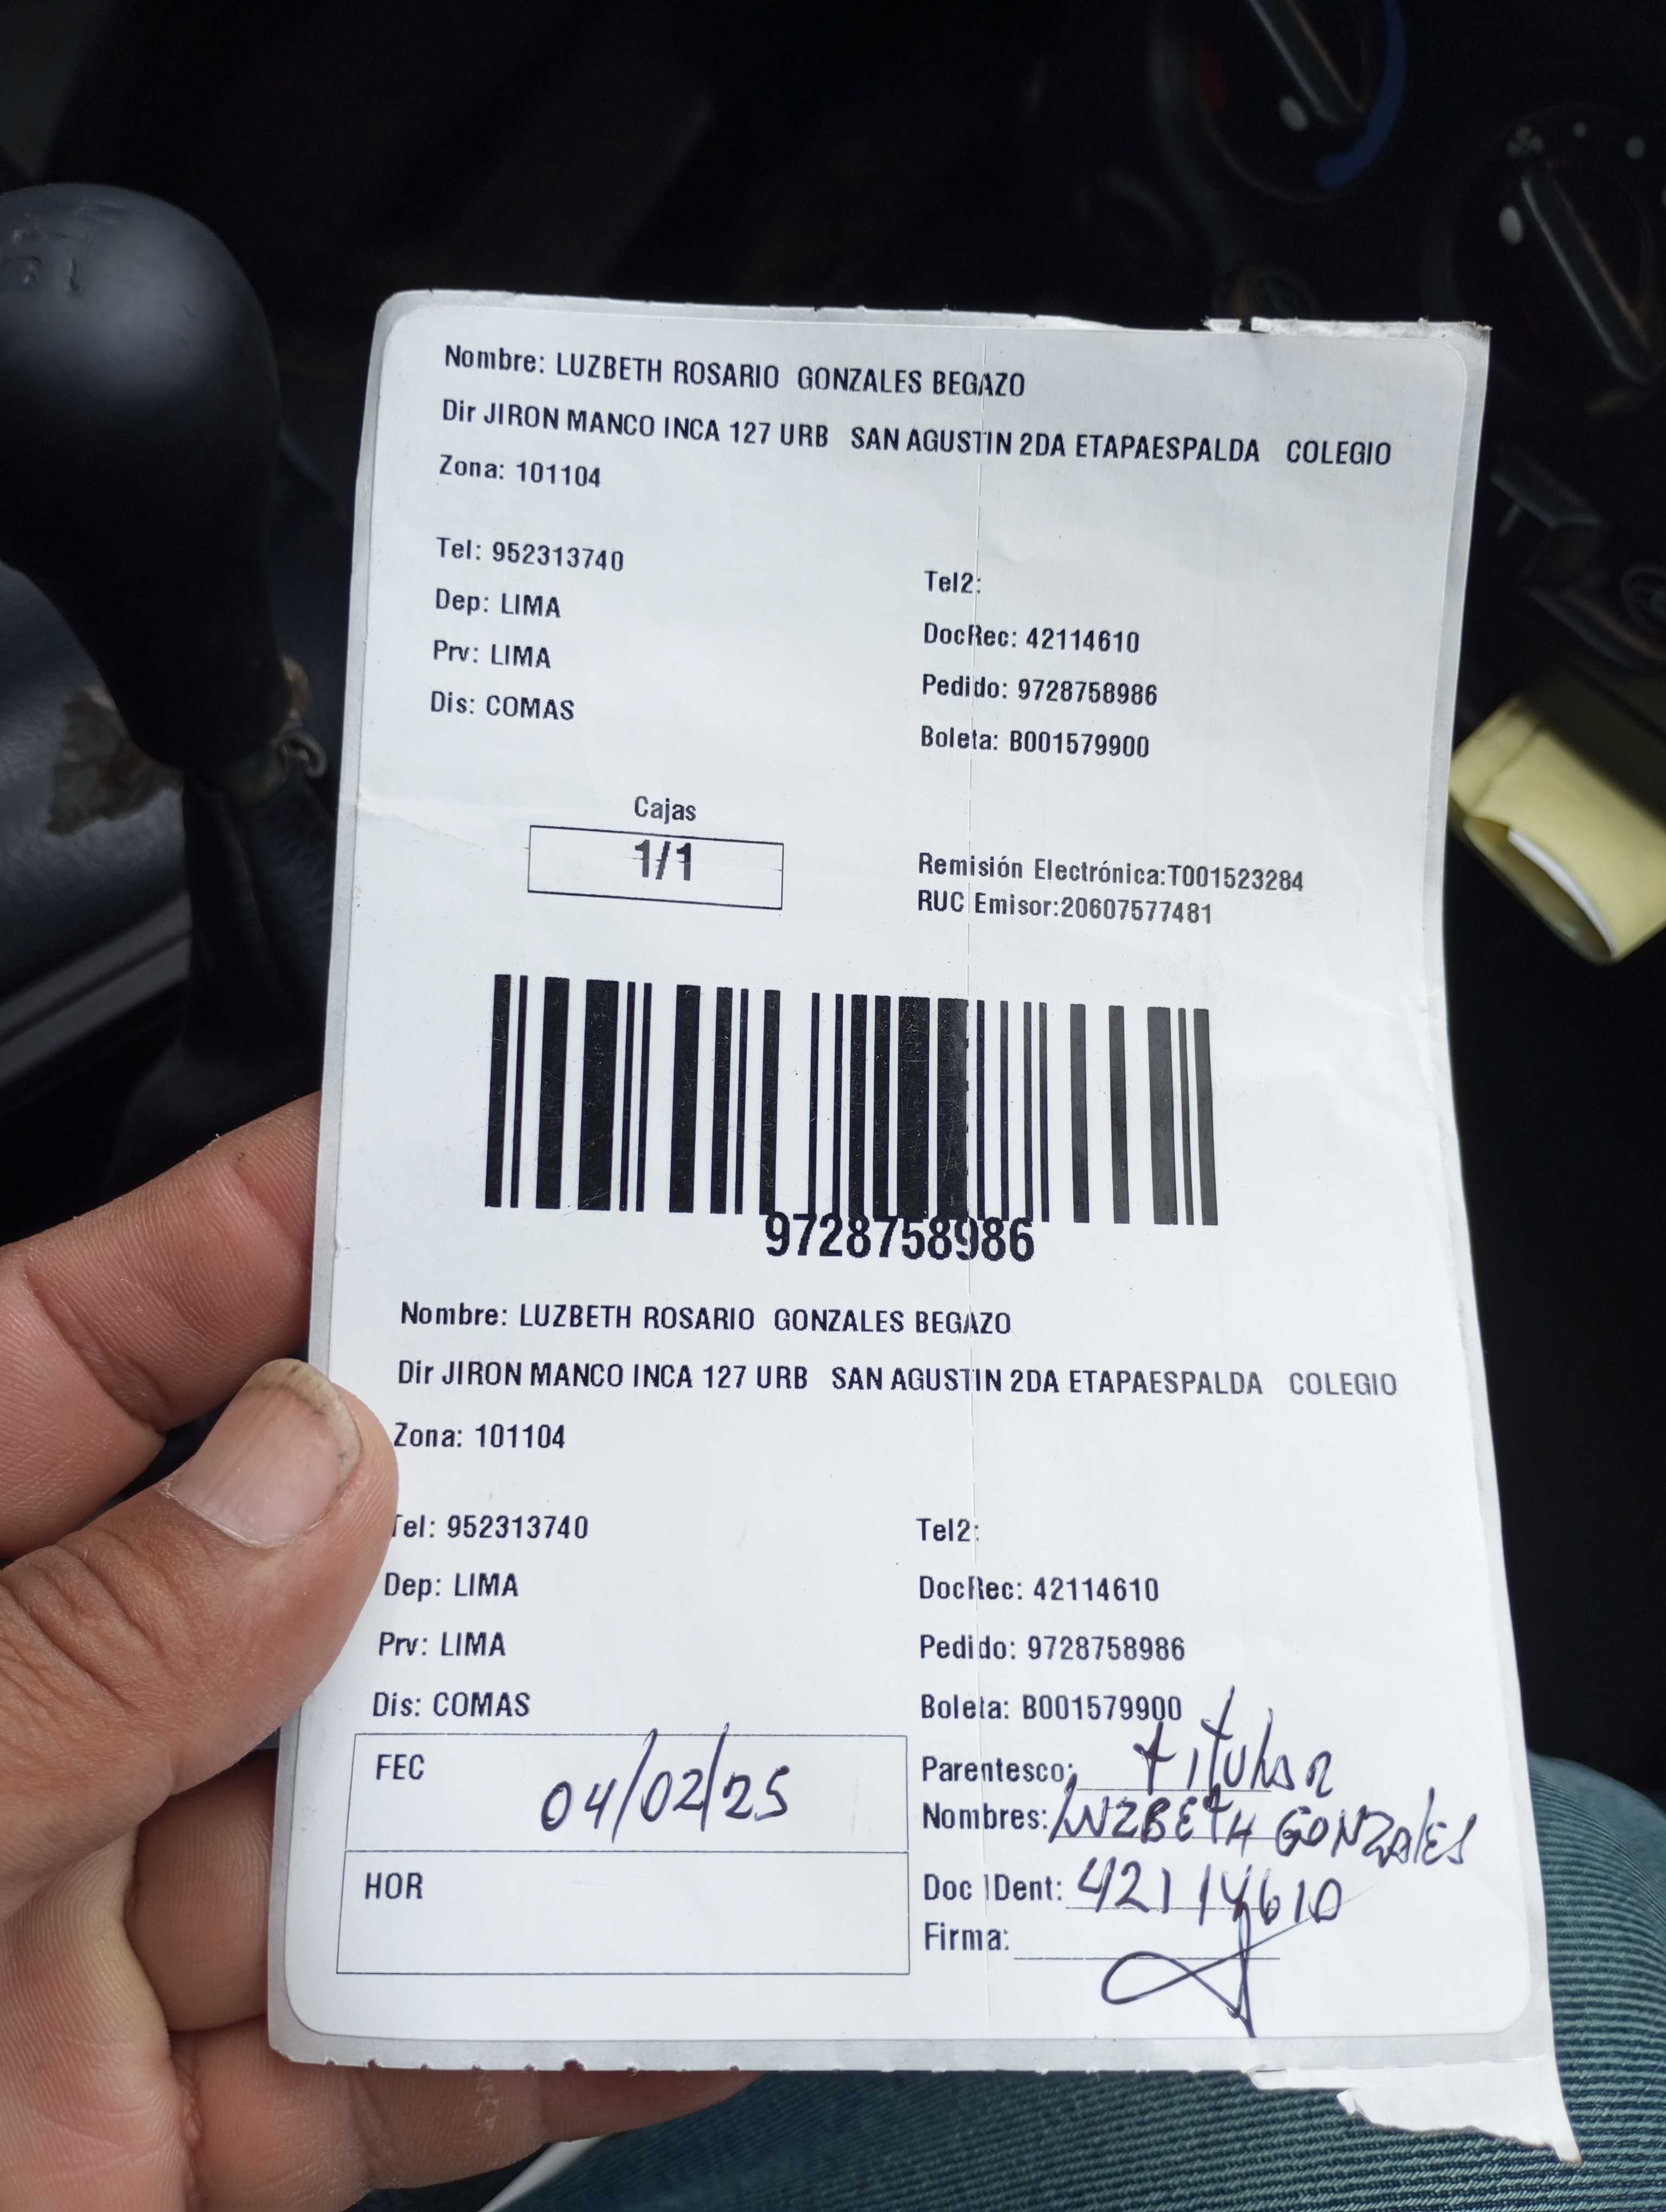 Nombre: LUZBETH ROSARIO GONZALES BEGAZO
Dir JIRON MANCO INCA 127 URB SAN AGUSTIN 2DA ETAPAESPALDA COLEGIO
Zona: 101104
Tel: 952313740
Tel2:
Dep: LIMA
DocRec: 42114610
Prv: LIMA
Pedido: 9728758986
Dis: COMAS
Boleta: B001579900
Cajas
1/1
Remisión Electrónica:T001523284
RUC Emisor:20607577481
9728758986
Nombre: LUZBETH ROSARIO GONZALES BEGAZO
Dir JIRON MANCO INCA 127 URB SAN AGUSTIN 2DA ETAPAESPALDA COLEGIO
Zona: 101104
Tel: 952313740
Tel2:
Dep: LIMA
DocRec: 42114610
Prv: LIMA
Pedido: 9728758986
Dis: COMAS
Boleta: B001579900
FEC 04/02/25
HOR
Parentesco: titular
Nombres: LUZBETH GONZALES
Doc IDent: 42114610
Firma: